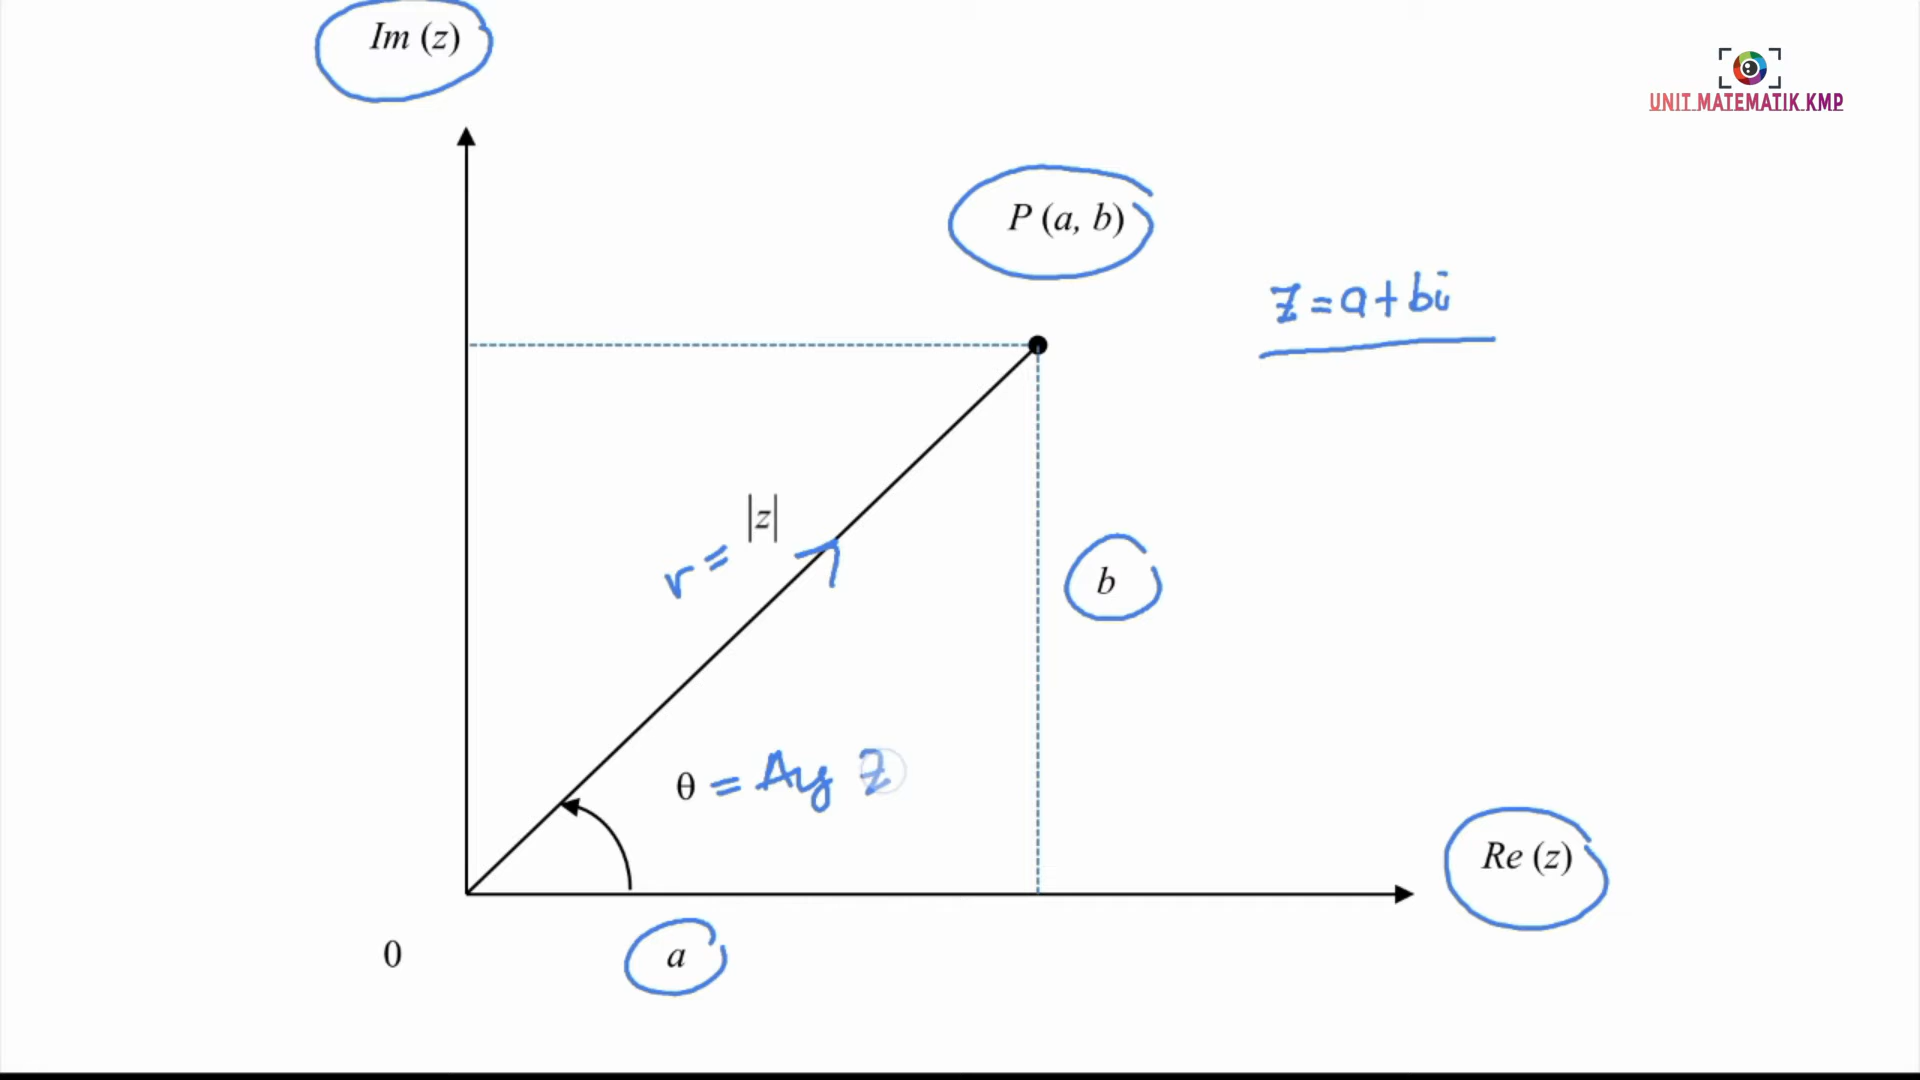 Im (z)
UNIT MATEMATIK KMP
P (a, b)
z = a + bi
r = |z|
b
θ = Arg z
Re (z)
0
a